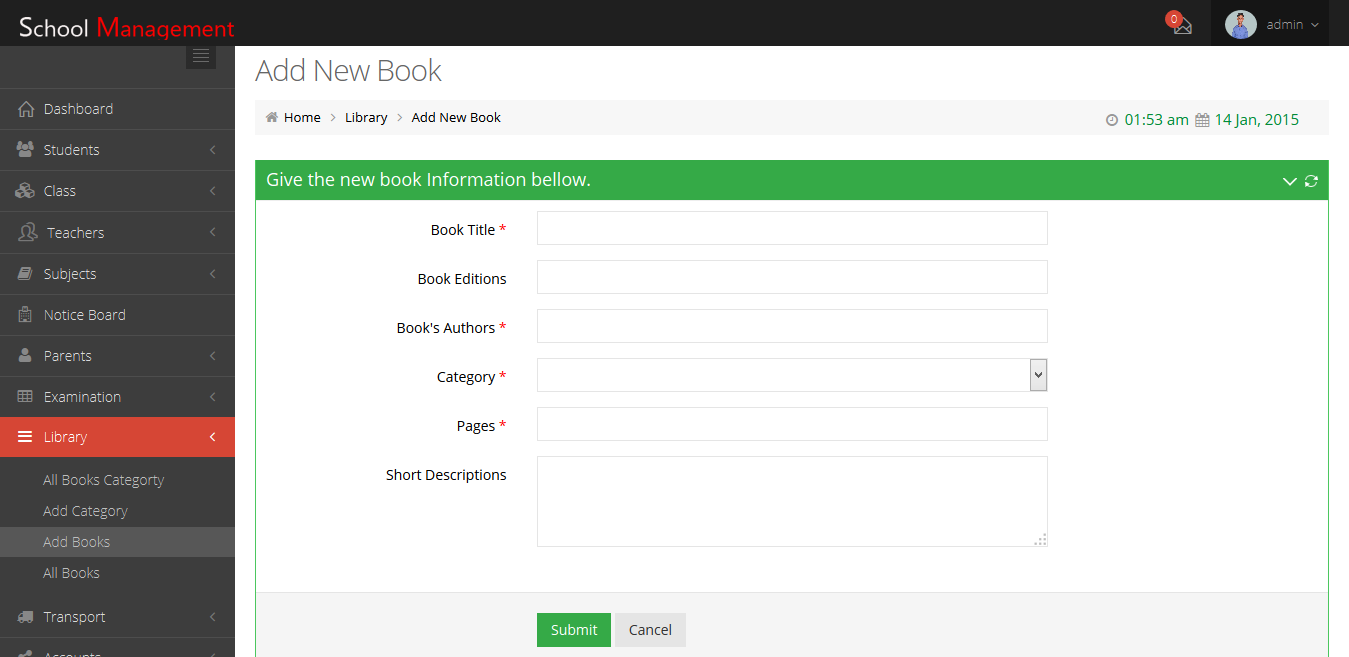 School Management
0
admin
Add New Book
Home Library Add New Book
01:53 am 14 Jan, 2015
Dashboard
Students
Class
Teachers
Subjects
Notice Board
Parents
Examination
Library
All Books Categorty
Add Category
Add Books
All Books
Transport
Accounts
Give the new book Information bellow.
Book Title *
Book Editions
Book's Authors *
Category *
Pages *
Short Descriptions
Submit Cancel